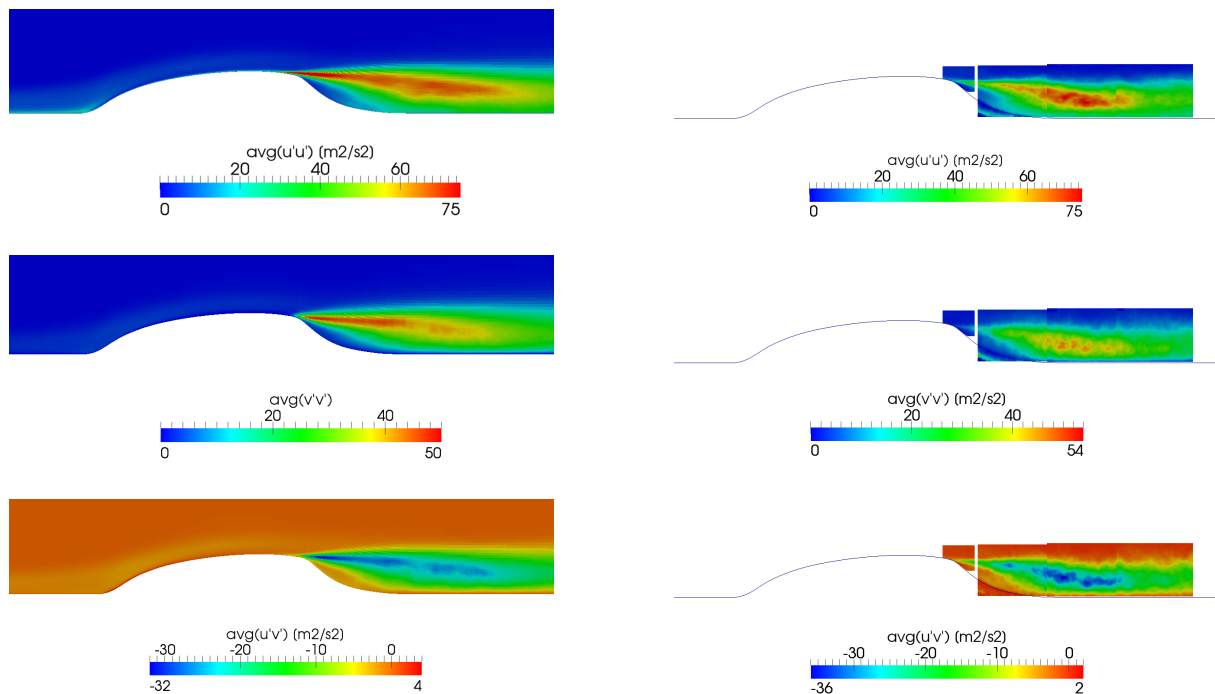 avg(u'u') [m2/s2]
20 40 60
0 75
avg(u'u') [m2/s2]
20 40 60
0 75
avg(v'v')
20 40
0 50
avg(v'v') [m2/s2]
20 40
0 54
avg(u'v') [m2/s2]
-30 -20 -10 0
-32 4
avg(u'v') [m2/s2]
-30 -20 -10 0
-36 2